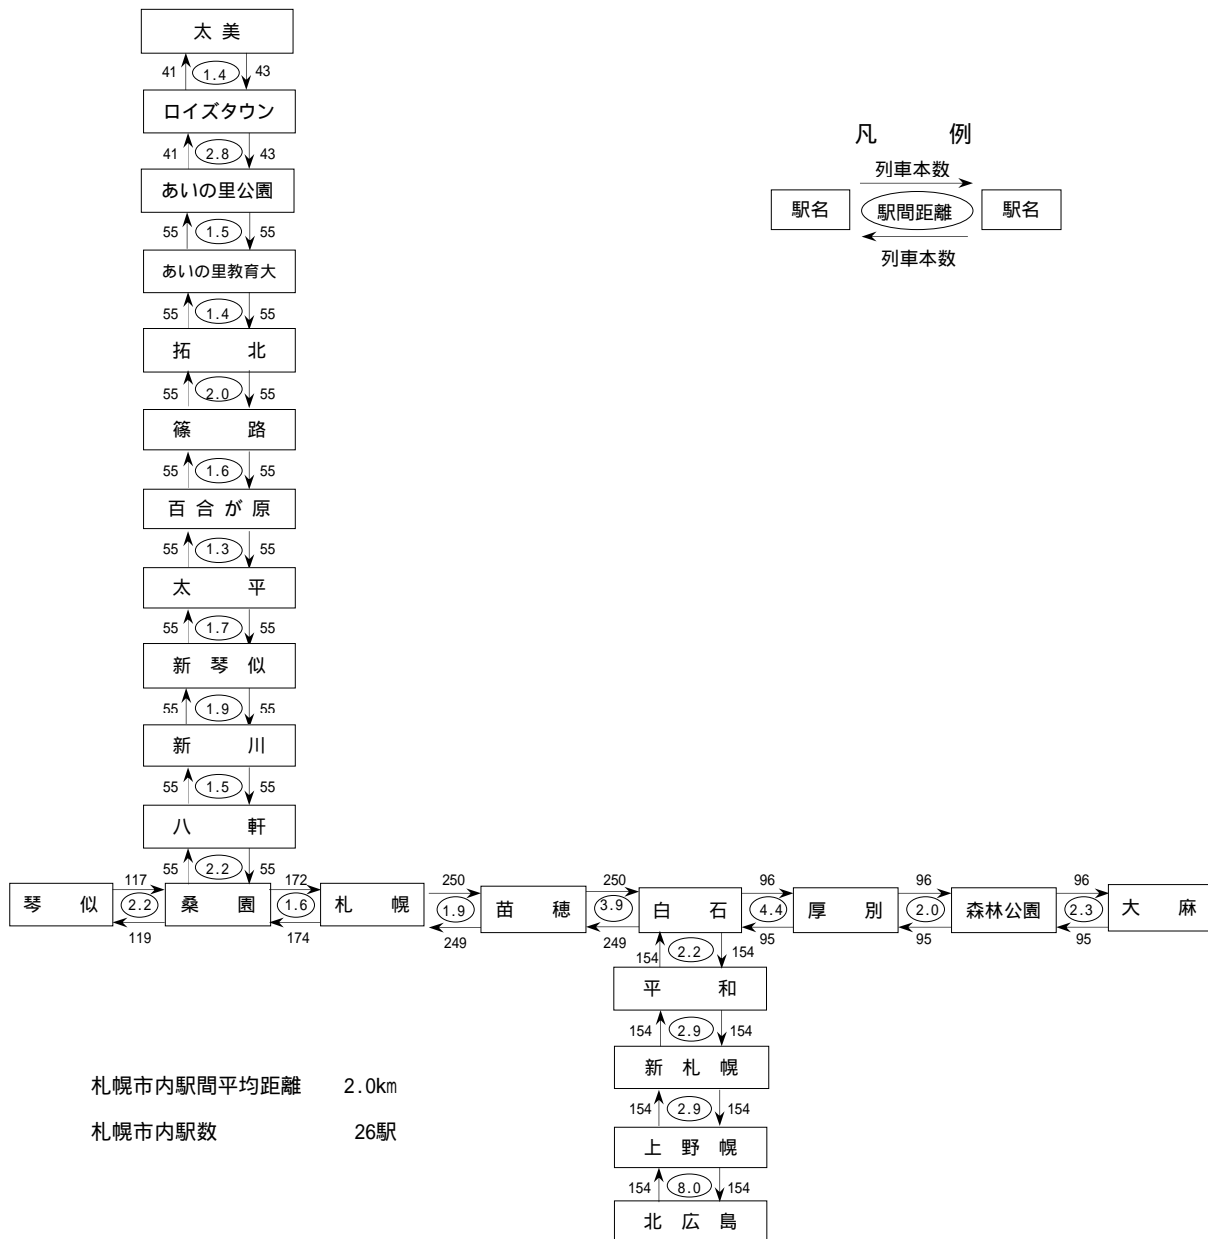 太美
41 1.4 43
ロイズタウン
41 2.8 43
あいの里公園
55 1.5 55
あいの里教育大
55 1.4 55
拓北
55 2.0 55
篠路
55 1.6 55
百合が原
55 1.3 55
太平
55 1.7 55
新琴似
55 1.9 55
新川
55 1.5 55
八軒
55 2.2 55
凡例
列車本数
駅名 駅間距離 駅名
列車本数
117 172 250 250 96 96 96
琴似 2.2 桑園 1.6 札幌 1.9 苗穂 3.9 白石 4.4 厚別 2.0 森林公園 2.3 大麻
119 174 249 249 95 95 95
154 2.2 154
平和
154 2.9 154
新札幌
154 2.9 154
上野幌
154 8.0 154
北広島
札幌市内駅間平均距離 2.0km
札幌市内駅数 26駅